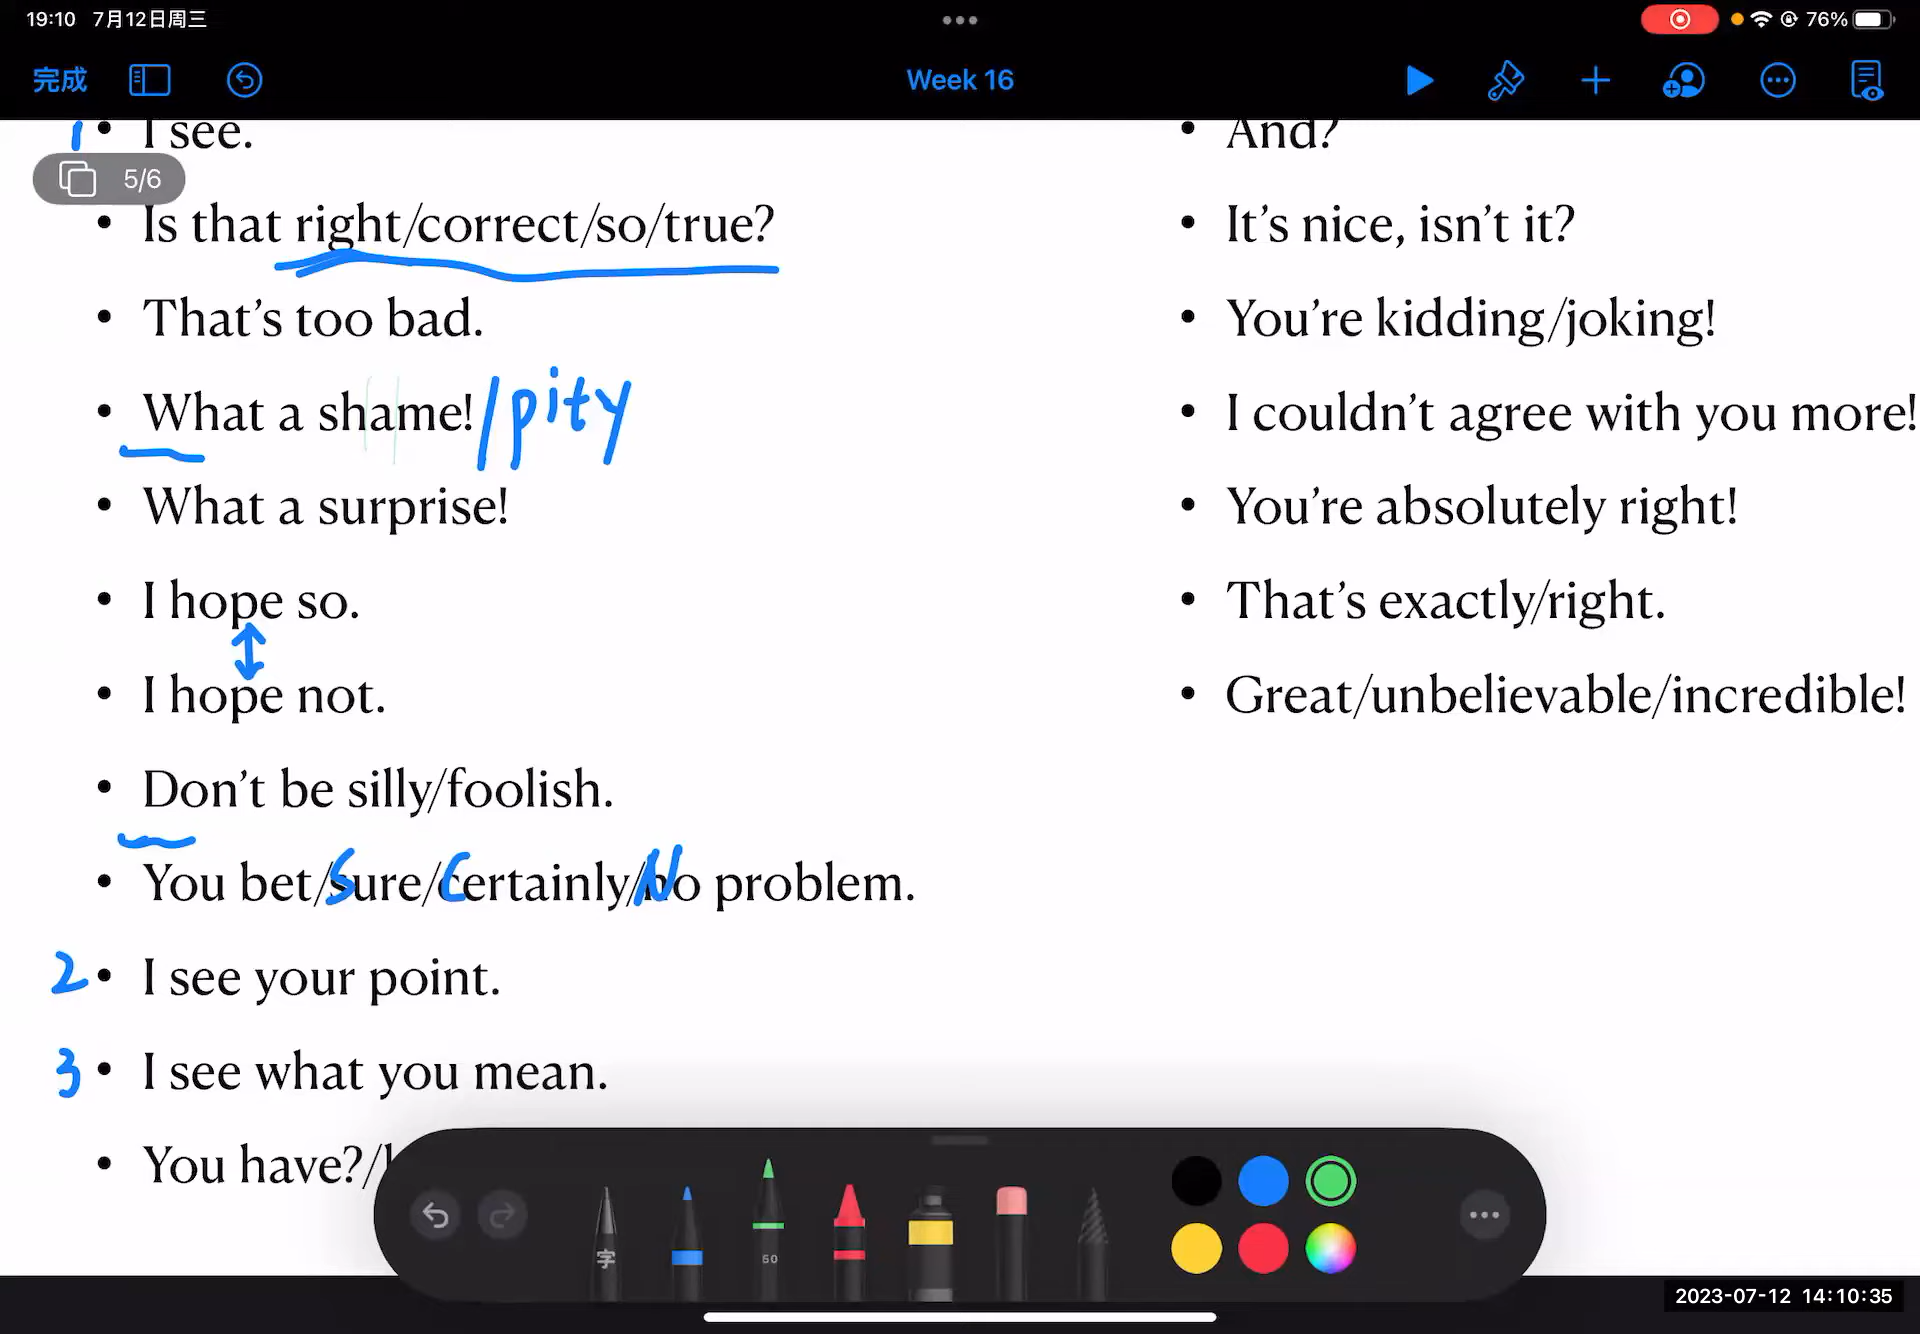 19:10 7月12日周三
76%
完成
Week 16
5/6
1 • I see.
• Is that right/correct/so/true?
• That’s too bad.
• What a shame!/pity
• What a surprise!
• I hope so.
• I hope not.
• Don’t be silly/foolish.
• You bet/Sure/Certainly/No problem.
2 • I see your point.
3 • I see what you mean.
• You have?/
• And?
• It’s nice, isn’t it?
• You’re kidding/joking!
• I couldn’t agree with you more!
• You’re absolutely right!
• That’s exactly/right.
• Great/unbelievable/incredible!
字
50
2023-07-12 14:10:35